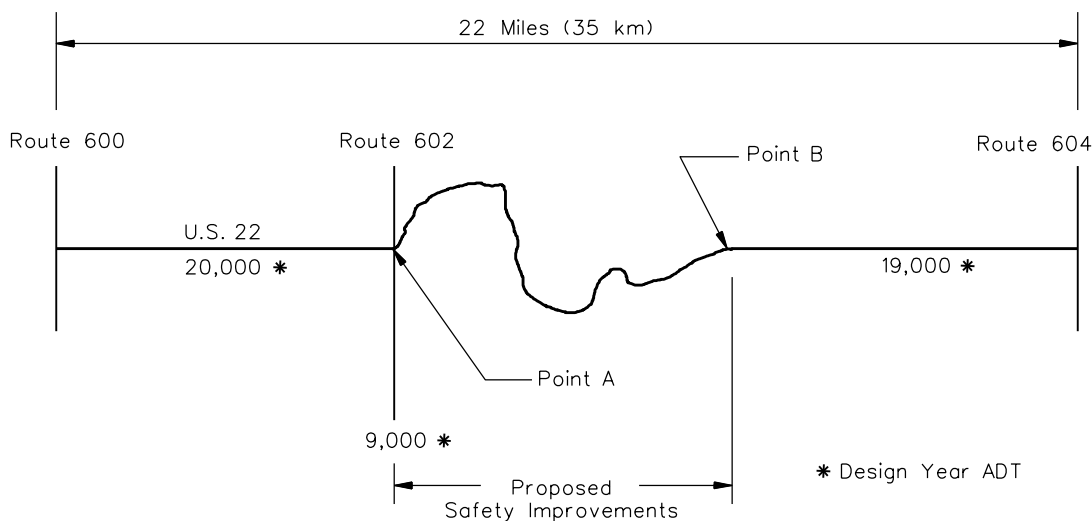 22 Miles (35 km)
Route 600
Route 602
Route 604
Point B
U.S. 22
20,000 *
19,000 *
Point A
9,000 *
* Design Year ADT
Proposed
Safety Improvements